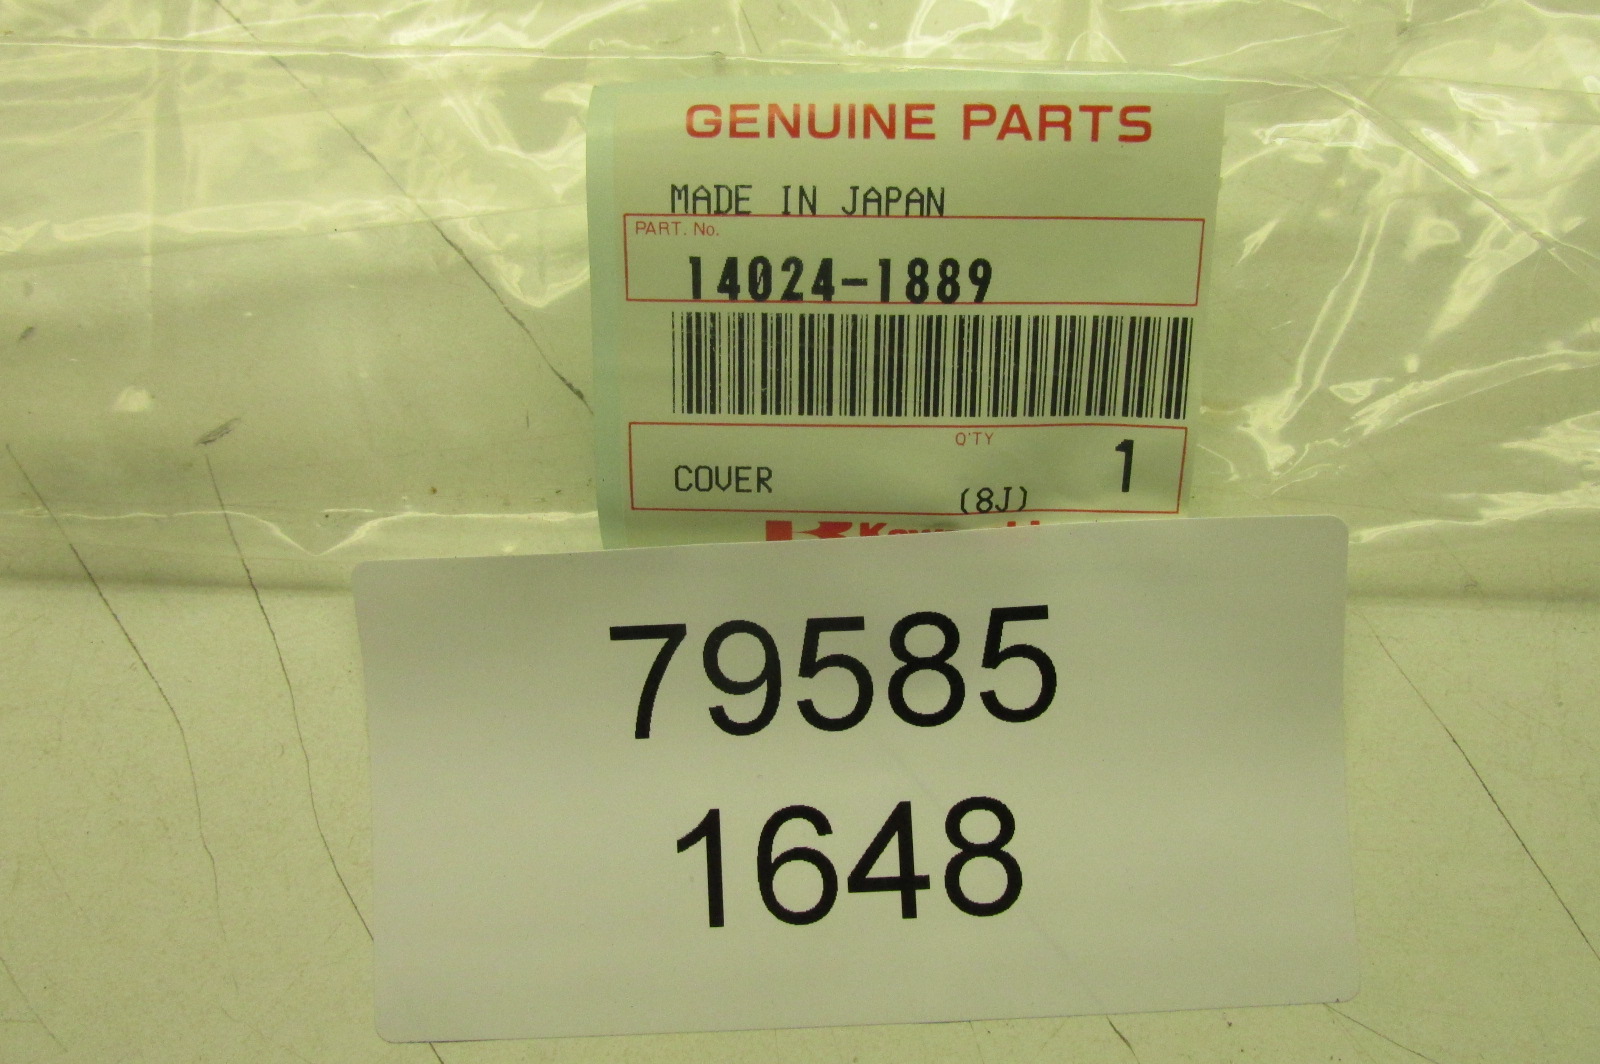 GENUINE PARTS
MADE IN JAPAN
PART. No.
14024-1889
Q'TY
COVER (8J) 1
79585
1648